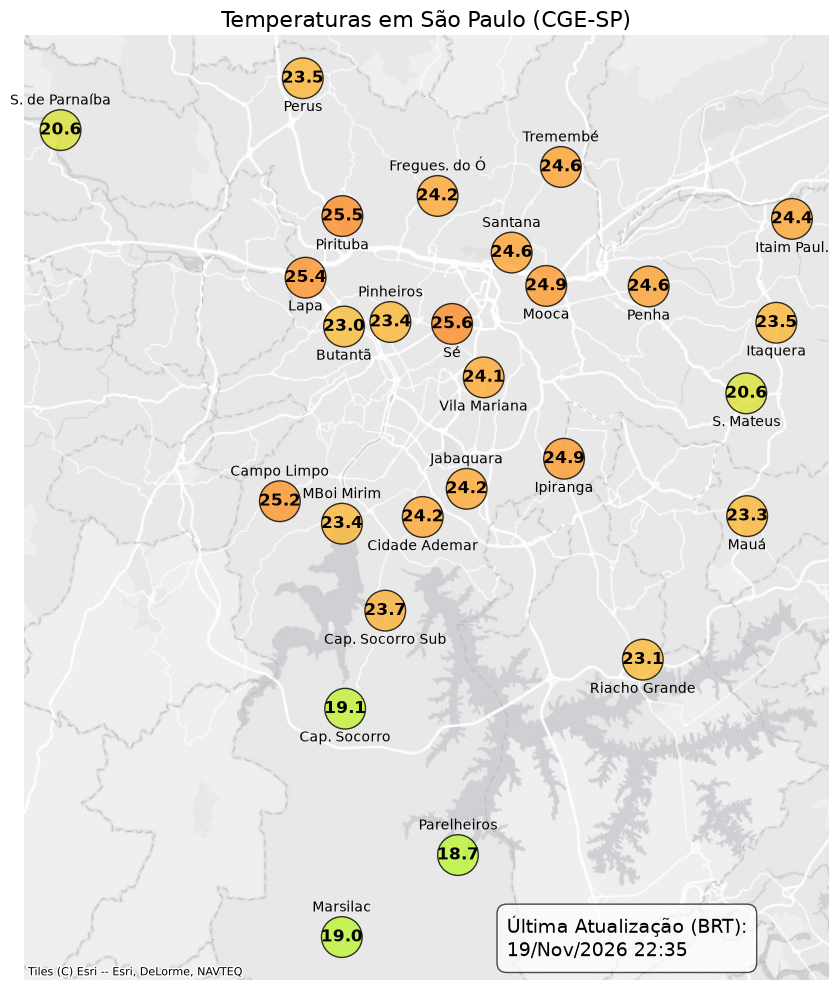 Temperaturas em São Paulo (CGE-SP)
23.5
Perus
S. de Parnaíba
20.6
Tremembé
24.6
Fregues. do Ó
24.2
25.5
Pirituba
24.4
Itaim Paul.
Santana
24.6
25.4
Lapa
24.9
Mooca
24.6
Penha
Pinheiros
23.4
23.0
Butantã
25.6
Sé
23.5
Itaquera
24.1
Vila Mariana
20.6
S. Mateus
24.9
Ipiranga
Jabaquara
24.2
Campo Limpo
25.2
MBoi Mirim
23.4
24.2
Cidade Ademar
23.3
Mauá
23.7
Cap. Socorro Sub
23.1
Riacho Grande
19.1
Cap. Socorro
Parelheiros
18.7
Marsilac
19.0
Última Atualização (BRT):
19/Nov/2026 22:35
Tiles (C) Esri -- Esri, DeLorme, NAVTEQ